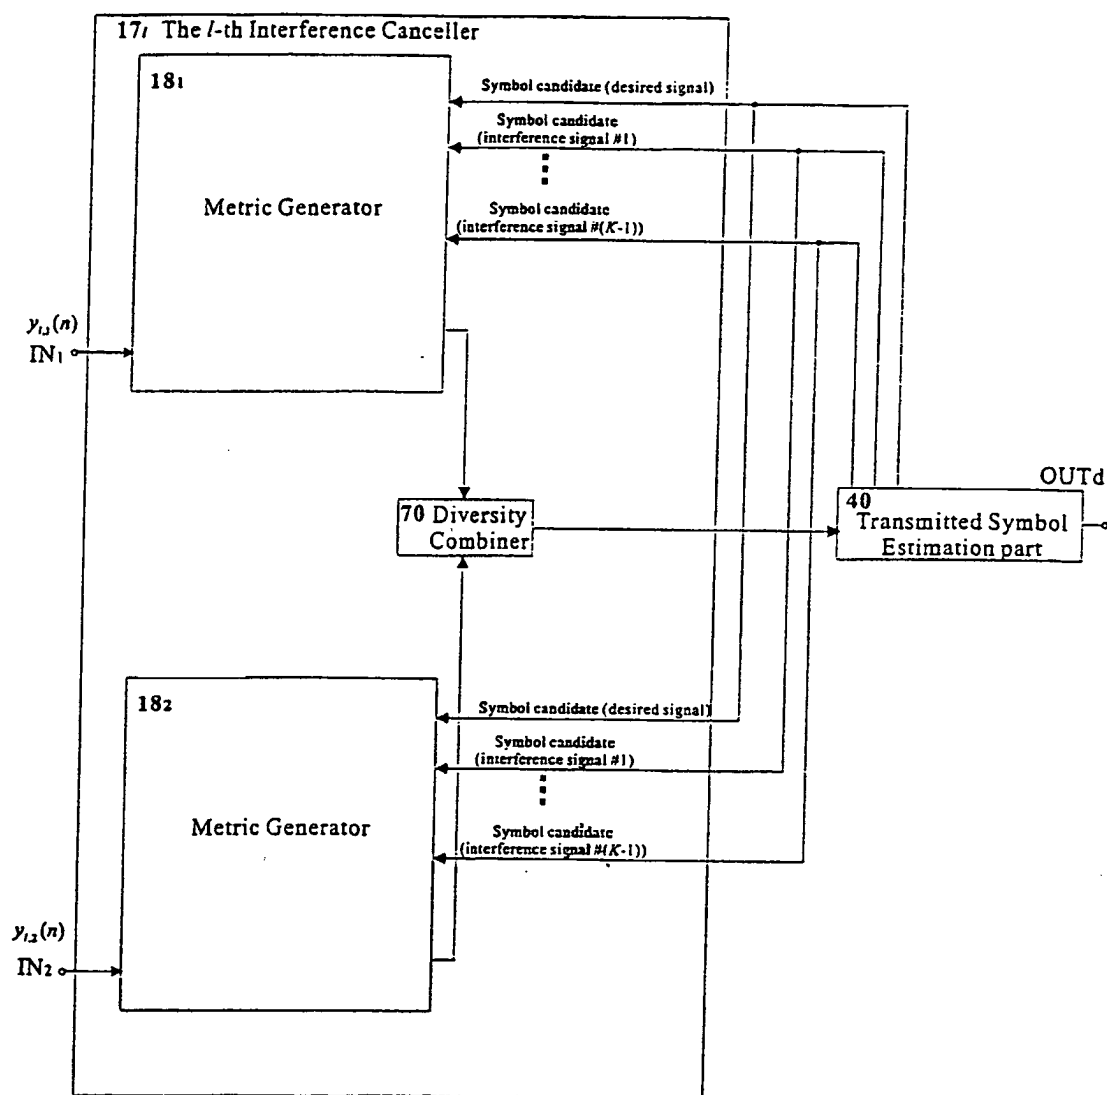 17l The l-th Interference Canceller
181
Symbol candidate (desired signal)
Symbol candidate
(interference signal #1)
Metric Generator
Symbol candidate
(interference signal #(K-1))
yl,1(n)
IN1
OUTd
70 Diversity
Combiner
40
Transmitted Symbol
Estimation part
182
Symbol candidate (desired signal)
Symbol candidate
(interference signal #1)
Metric Generator
Symbol candidate
(interference signal #(K-1))
yl,2(n)
IN2